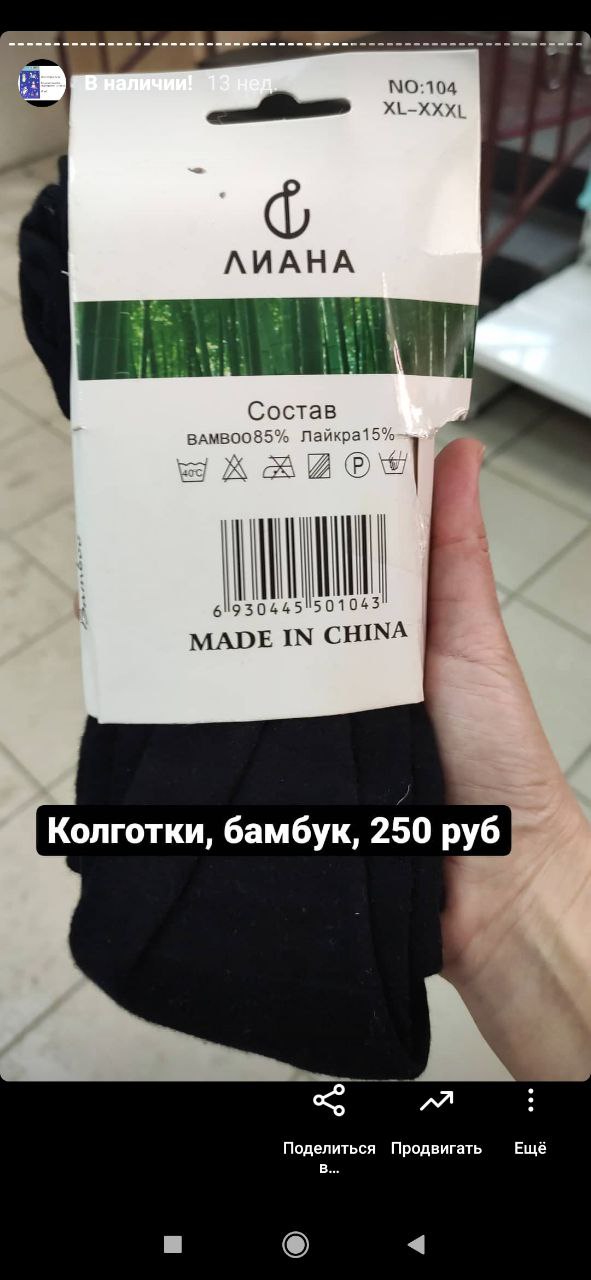 В наличии! 13 нед.
NO:104
XL-XXXL
ЛИАНА
Состав
BAMBOO85% Лайкра15%
40°C
P
Bamboo
6 930445 501043
MADE IN CHINA
Колготки, бамбук, 250 руб
Поделиться в...
Продвигать
Ещё